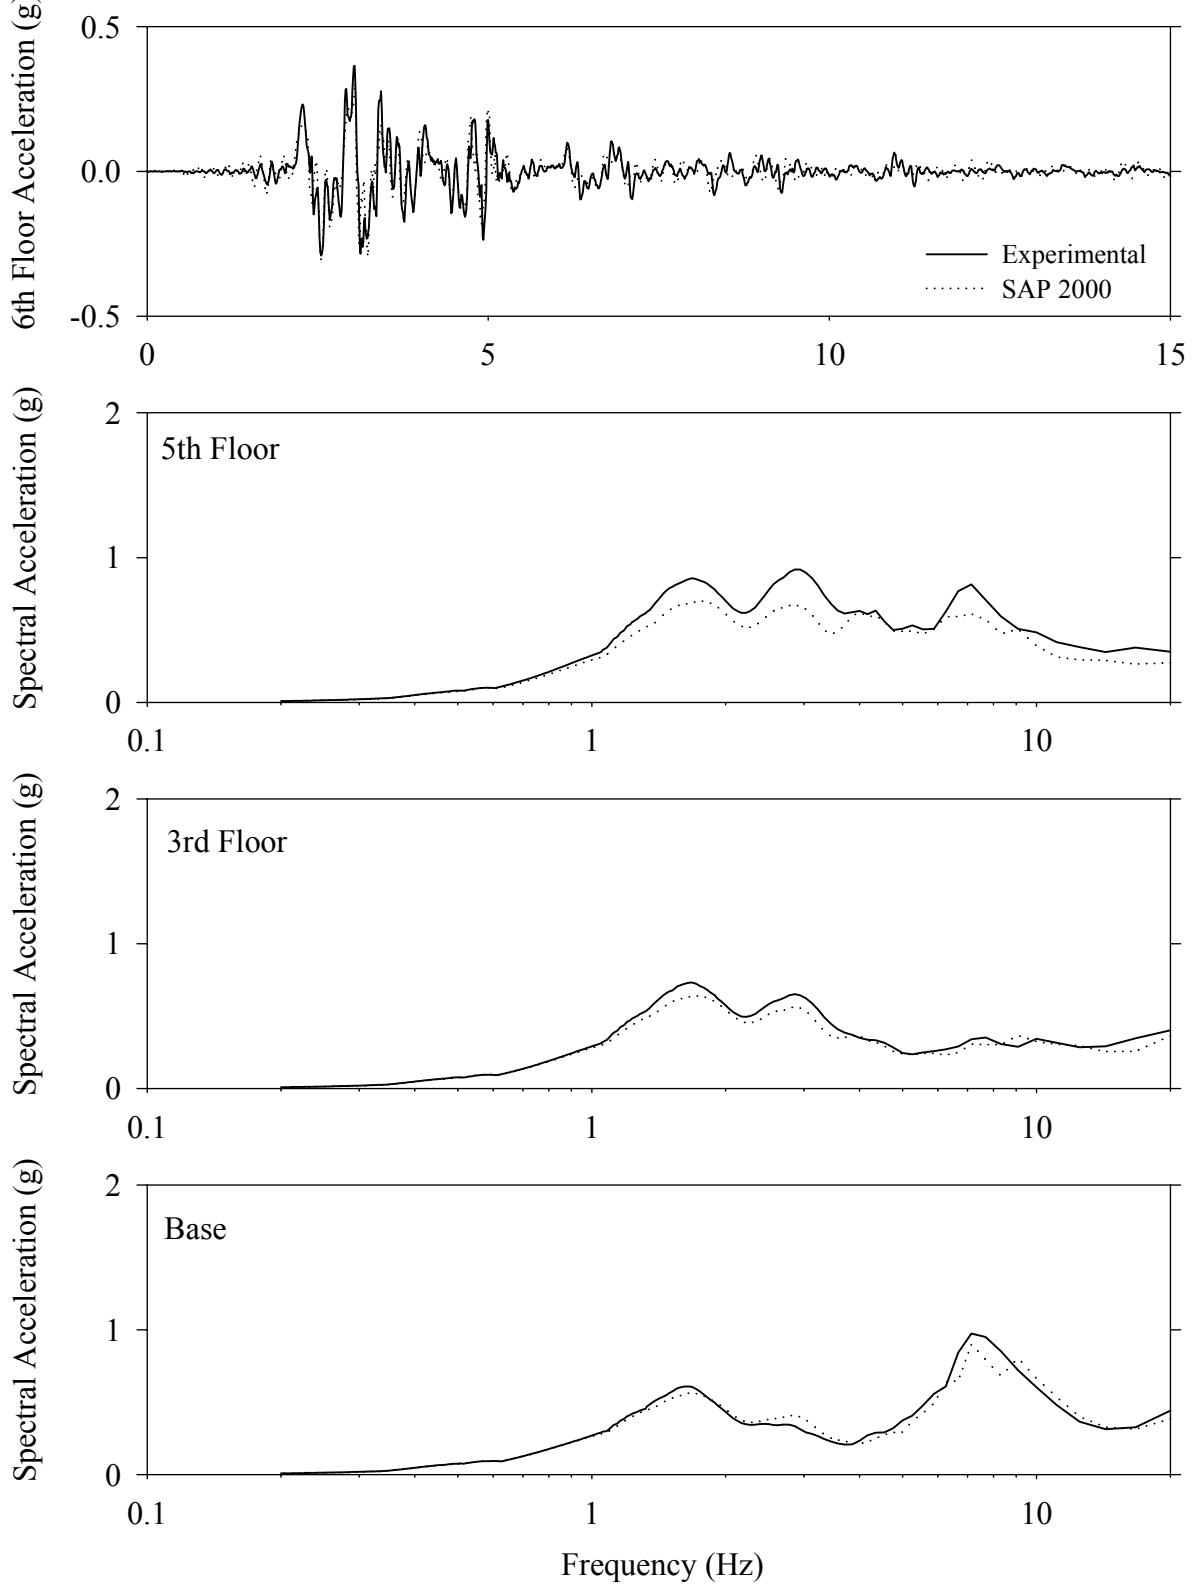 6th Floor Acceleration (g)
0.5
0.0
-0.5
Experimental
SAP 2000
0 5 10 15
Spectral Acceleration (g)
2
5th Floor
1
0
0.1 1 10
Spectral Acceleration (g)
2
3rd Floor
1
0
0.1 1 10
Spectral Acceleration (g)
2
Base
1
0
0.1 1 10
Frequency (Hz)